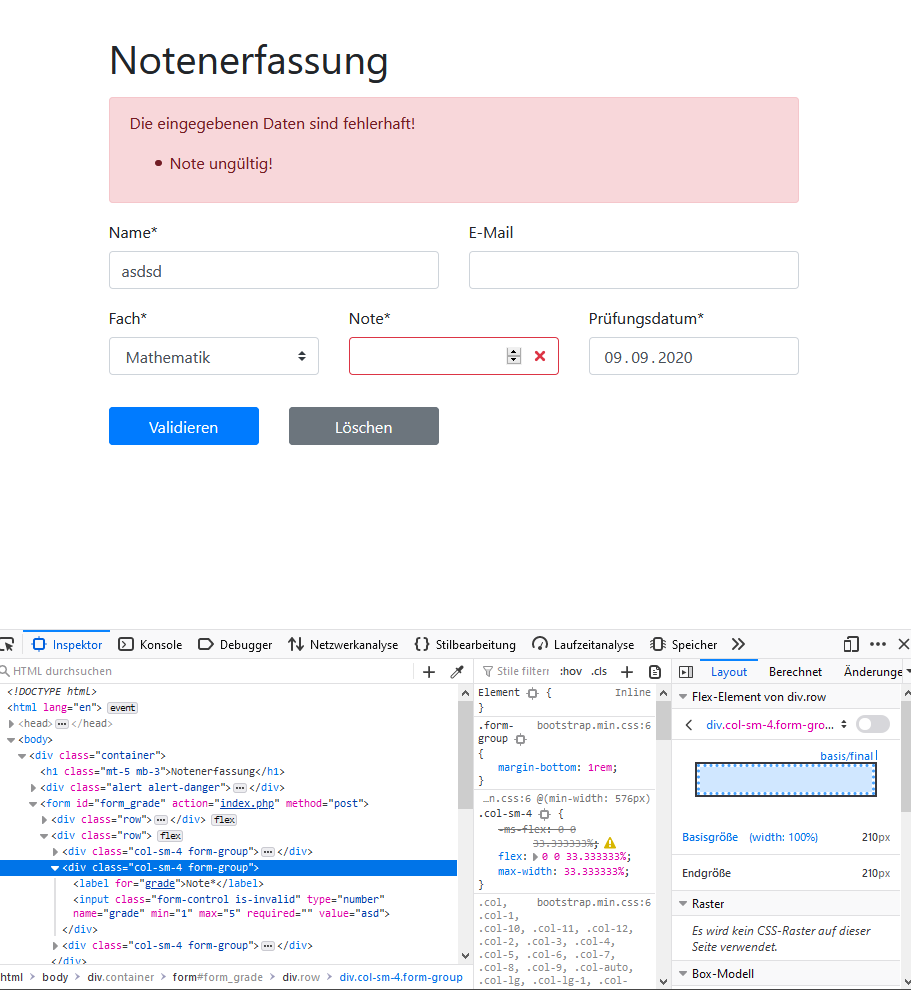 Notenerfassung
Die eingegebenen Daten sind fehlerhaft!
Note ungültig!
Name*
E-Mail
asdsd
Fach*
Note*
Prüfungsdatum*
Mathematik
09.09.2020
Validieren
Löschen
Inspektor
Konsole
Debugger
Netzwerkanalyse
Stilbearbeitung
Laufzeitanalyse
Speicher
HTML durchsuchen
<!DOCTYPE html>
<html lang="en"> event
<head> </head>
<body>
<div class="container">
<h1 class="mt-5 mb-3">Notenerfassung</h1>
<div class="alert alert-danger"> </div>
<form id="form_grade" action="index.php" method="post">
<div class="row"> </div> flex
<div class="row"> flex
<div class="col-sm-4 form-group"> </div>
<div class="col-sm-4 form-group">
<label for="grade">Note*</label>
<input class="form-control is-invalid" type="number"
name="grade" min="1" max="5" required="" value="asd">
</div>
<div class="col-sm-4 form-group"> </div>
</div>
html > body > div.container > form#form_grade > div.row > div.col-sm-4.form-group
Stile filtern
:hov
.cls
Element { Inline
}
.form- bootstrap.min.css:6
group
{
margin-bottom: 1rem;
}
…n.css:6 @(min-width: 576px)
.col-sm-4 {
-ms-flex: 0 0
33.333333%;
flex: 0 0 33.333333%;
max-width: 33.333333%;
}
.col, bootstrap.min.css:6
.col-1,
.col-10, .col-11, .col-12,
.col-2, .col-3, .col-4,
.col-5, .col-6, .col-7,
.col-8, .col-9, .col-auto,
.col-lg, .col-lg-1, .col-
Layout
Berechnet
Änderunge
Flex-Element von div.row
div.col-sm-4.form-gro...
basis/final
Basisgröße (width: 100%) 210px
Endgröße 210px
Raster
Es wird kein CSS-Raster auf dieser
Seite verwendet.
Box-Modell